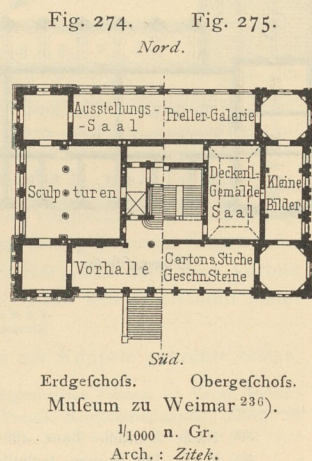 Fig. 274. Fig. 275.
Nord.
Ausstellungs- Preller-Galerie
-Saal
Sculpturen
Deckenl.- Kleine
Gemälde Bilder
Saal
Vorhalle Cartons, Stiche
Geschn. Steine
Süd.
Erdgeſchoſs. Obergeſchoſs.
Muſeum zu Weimar 236).
1/1000 n. Gr.
Arch.: Zitek.